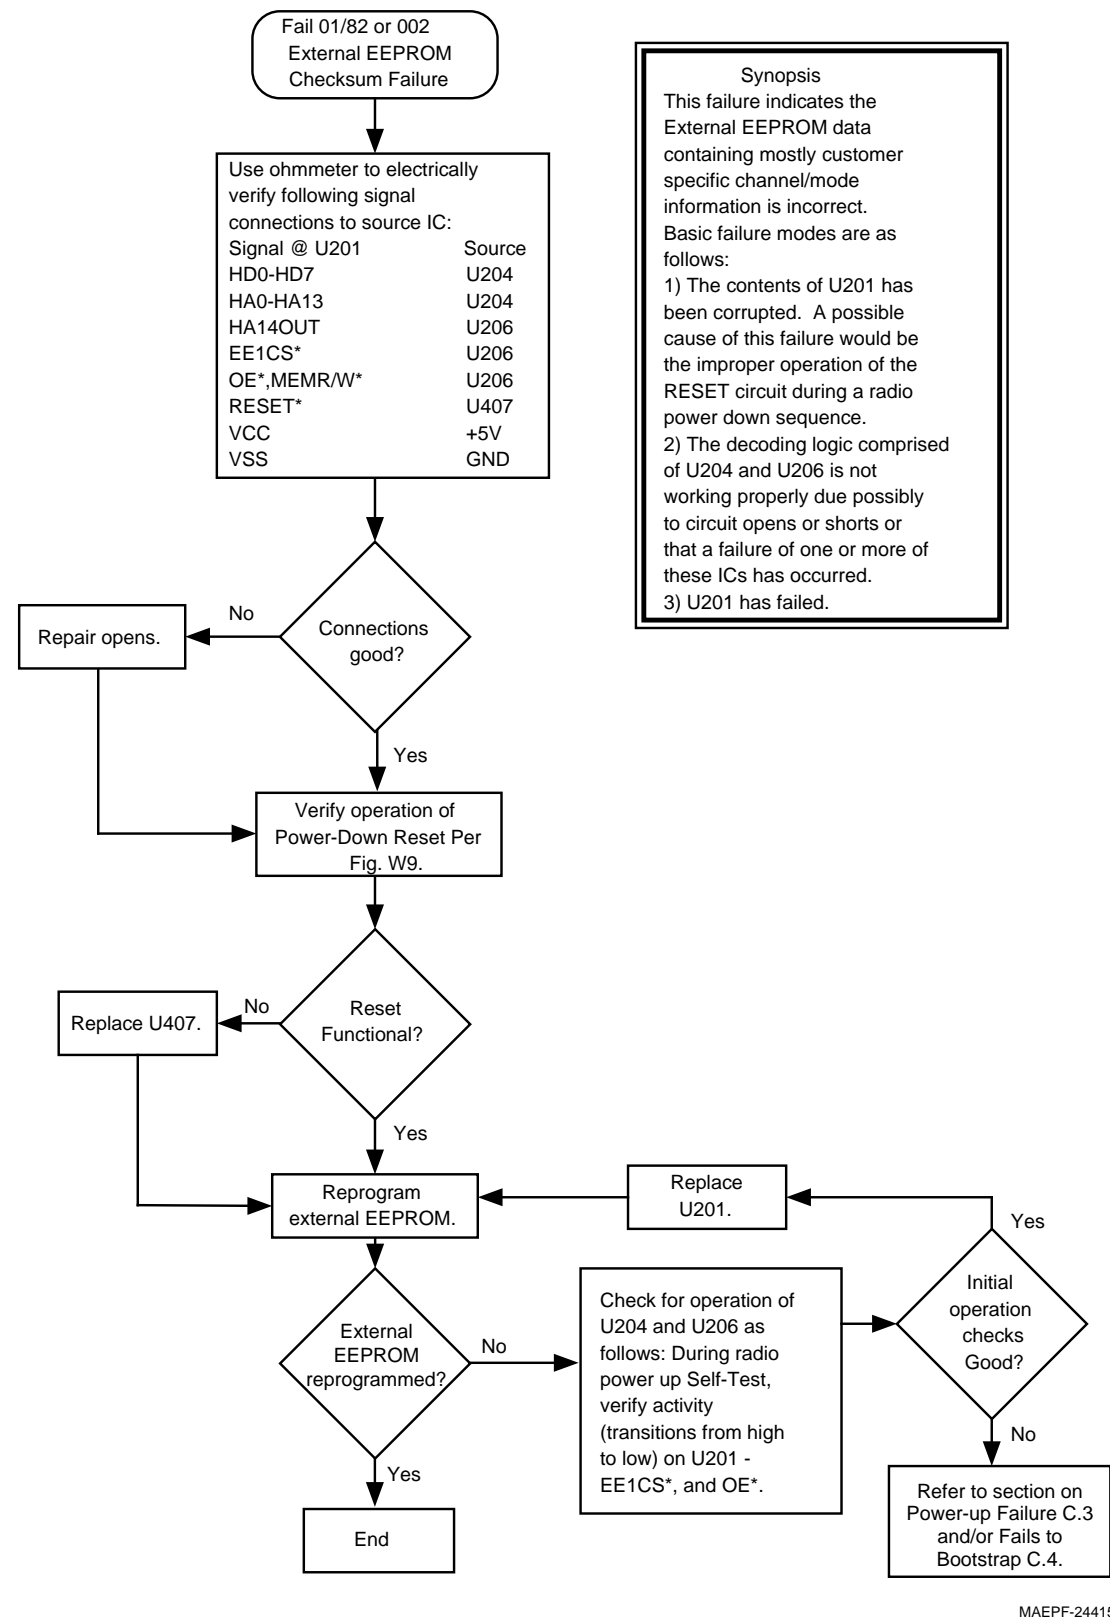 Fail 01/82 or 002
External EEPROM
Checksum Failure
Use ohmmeter to electrically
verify following signal
connections to source IC:
Signal @ U201 Source
HD0-HD7 U204
HA0-HA13 U204
HA14OUT U206
EE1CS* U206
OE*,MEMR/W* U206
RESET* U407
VCC +5V
VSS GND
Synopsis
This failure indicates the
External EEPROM data
containing mostly customer
specific channel/mode
information is incorrect.
Basic failure modes are as
follows:
1) The contents of U201 has
been corrupted. A possible
cause of this failure would be
the improper operation of the
RESET circuit during a radio
power down sequence.
2) The decoding logic comprised
of U204 and U206 is not
working properly due possibly
to circuit opens or shorts or
that a failure of one or more of
these ICs has occurred.
3) U201 has failed.
Connections
good?
No
Repair opens.
Yes
Verify operation of
Power-Down Reset Per
Fig. W9.
Reset
Functional?
No
Replace U407.
Yes
Reprogram
external EEPROM.
Replace
U201.
Yes
External
EEPROM
reprogrammed?
No
Check for operation of
U204 and U206 as
follows: During radio
power up Self-Test,
verify activity
(transitions from high
to low) on U201 -
EE1CS*, and OE*.
Initial
operation
checks
Good?
No
Refer to section on
Power-up Failure C.3
and/or Fails to
Bootstrap C.4.
Yes
End
MAEPF-24415